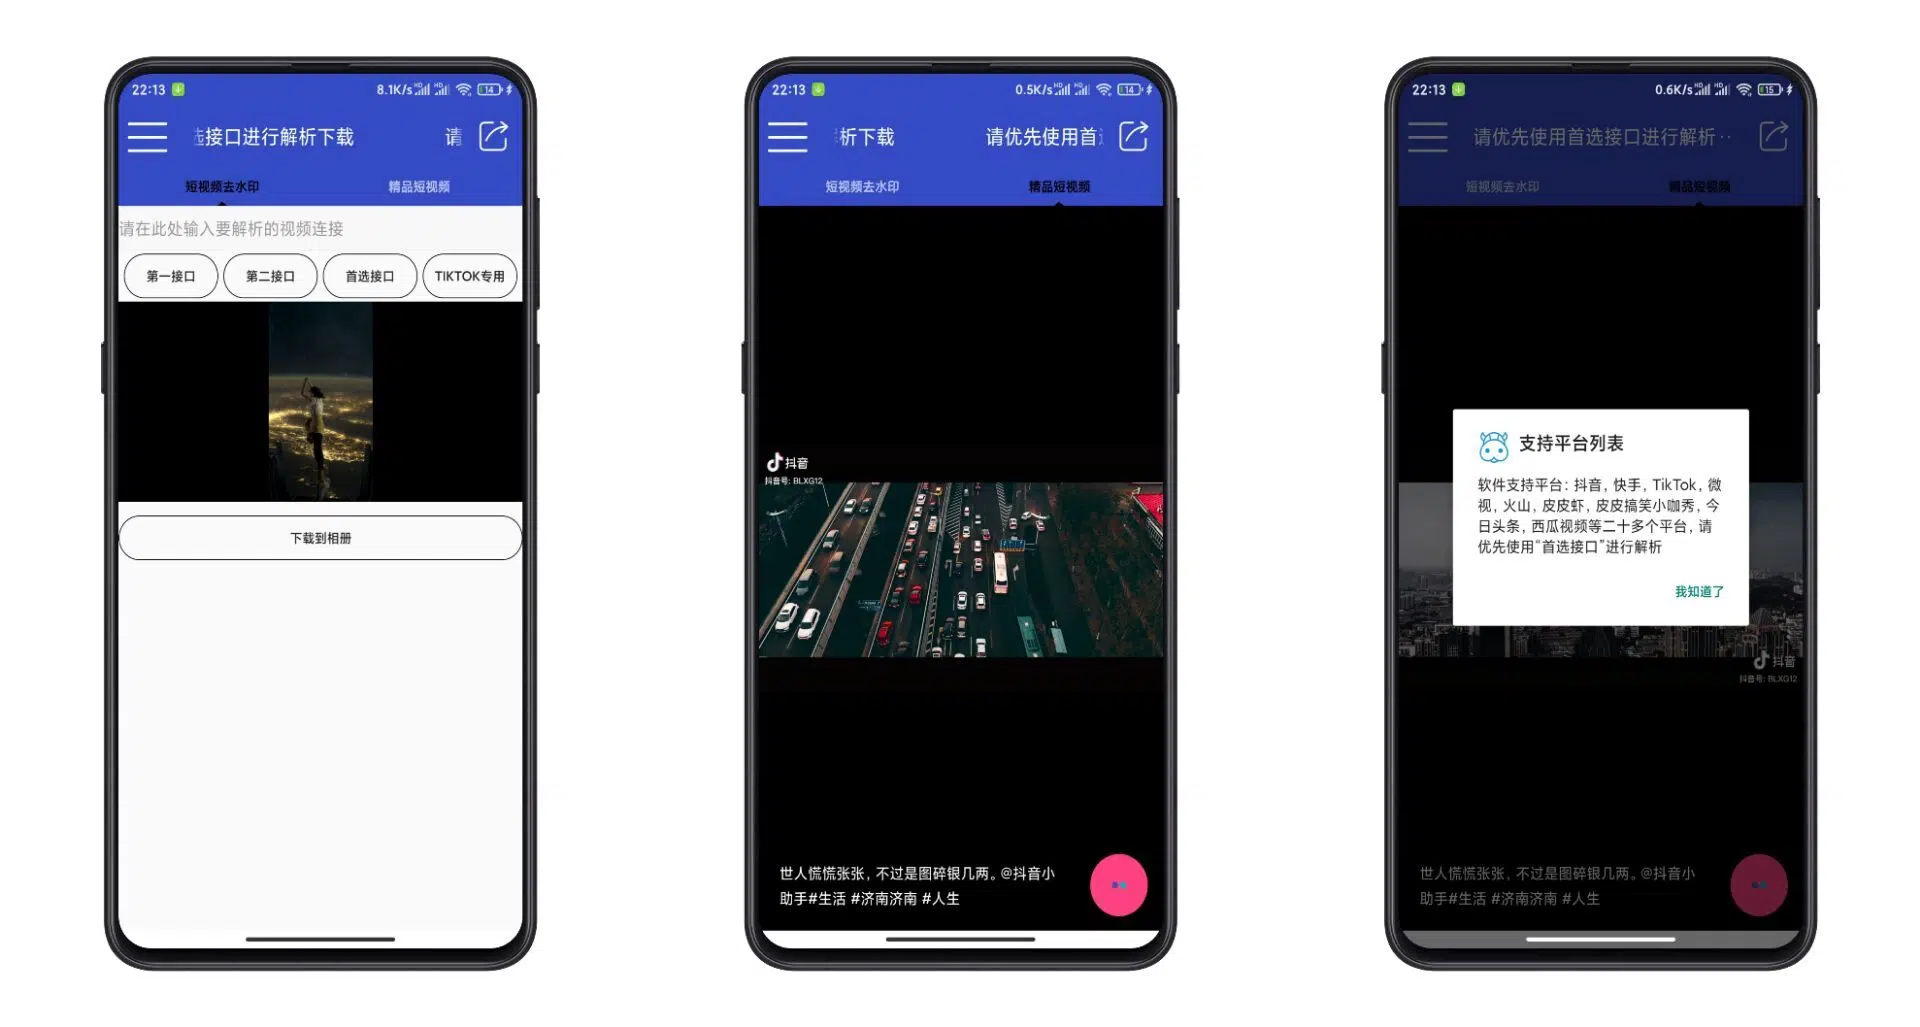 22:13
8.1K/s
14
选接口进行解析下载
请
短视频去水印
精品短视频
请在此处输入要解析的视频连接
第一接口
第二接口
首选接口
TIKTOK专用
下载到相册
22:13
0.5K/s
14
析下载
请优先使用首选
短视频去水印
精品短视频
抖音
抖音号: BLXG12
世人慌慌张张，不过是图碎银几两。@抖音小
助手#生活 #济南济南 #人生
22:13
0.6K/s
15
请优先使用首选接口进行解析··
短视频去水印
精品短视频
支持平台列表
软件支持平台：抖音，快手，TikTok，微
视，火山，皮皮虾，皮皮搞笑小咖秀，今
日头条，西瓜视频等二十多个平台，请
优先使用“首选接口”进行解析
我知道了
抖音
抖音号: BLXG12
世人慌慌张张，不过是图碎银几两。@抖音小
助手#生活 #济南济南 #人生